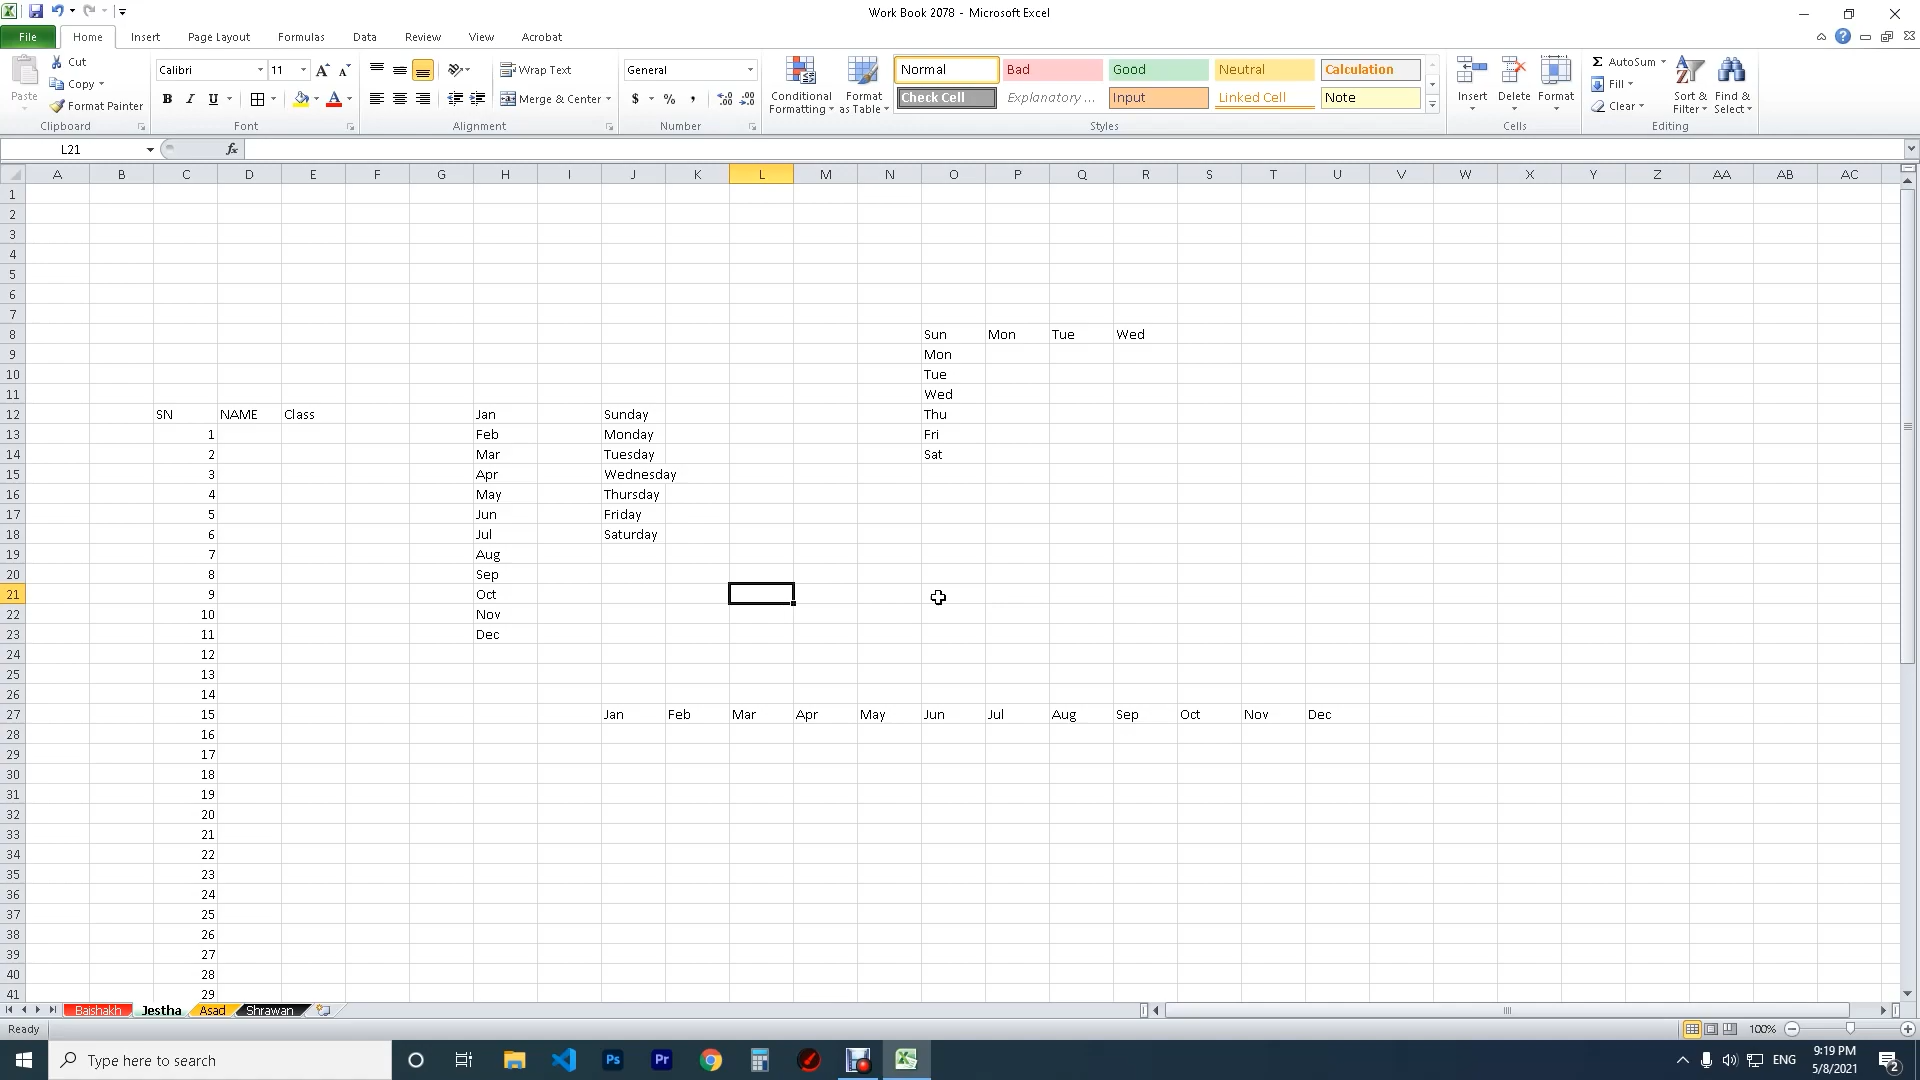 Work Book 2078 - Microsoft Excel
File Home Insert Page Layout Formulas Data Review View Acrobat
Paste
Cut
Copy
Format Painter
Clipboard
Calibri 11
B I U
Font
Wrap Text
Merge & Center
Alignment
General
$ % ,
Number
Conditional Formatting
Format as Table
Normal Bad Good Neutral Calculation
Check Cell Explanatory ... Input Linked Cell Note
Styles
Insert Delete Format
Cells
Σ AutoSum
Fill
Clear
Sort & Filter
Find & Select
Editing
L21 fx
A B C D E F G H I J K L M N O P Q R S T U V W X Y Z AA AB AC
1
2
3
4
5
6
7
8 Sun Mon Tue Wed
9 Mon
10 Tue
11 Wed
12 SN NAME Class Jan Sunday Thu
13 1 Feb Monday Fri
14 2 Mar Tuesday Sat
15 3 Apr Wednesday
16 4 May Thursday
17 5 Jun Friday
18 6 Jul Saturday
19 7 Aug
20 8 Sep
21 9 Oct
22 10 Nov
23 11 Dec
24 12
25 13
26 14
27 15 Jan Feb Mar Apr May Jun Jul Aug Sep Oct Nov Dec
28 16
29 17
30 18
31 19
32 20
33 21
34 22
35 23
36 24
37 25
38 26
39 27
40 28
41 29
Baishakh Jestha Asad Shrawan
Ready 100%
Type here to search
Ps Pr
ENG
9:19 PM
5/8/2021
2